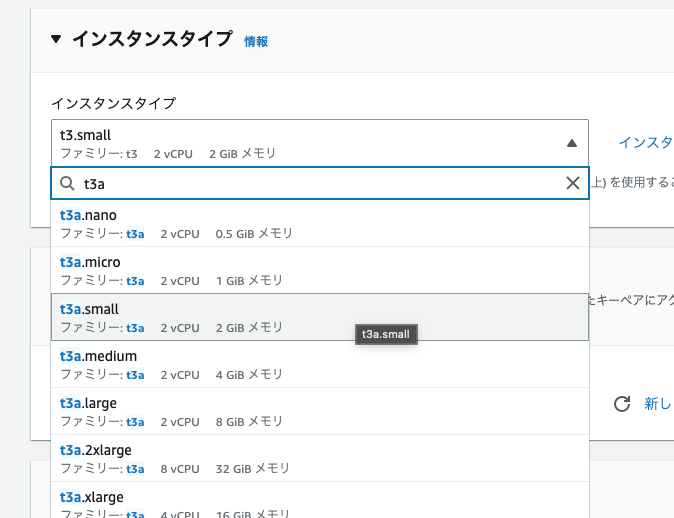 ▼ インスタンスタイプ 情報
インスタンスタイプ
t3.small
ファミリー: t3 2 vCPU 2 GiB メモリ
インスタ
t3a
上) を使用するこ
t3a.nano
ファミリー: t3a 2 vCPU 0.5 GiB メモリ
t3a.micro
ファミリー: t3a 2 vCPU 1 GiB メモリ
たキーペアにア
t3a.small
ファミリー: t3a 2 vCPU 2 GiB メモリ
t3a.small
t3a.medium
ファミリー: t3a 2 vCPU 4 GiB メモリ
t3a.large
新し
ファミリー: t3a 2 vCPU 8 GiB メモリ
t3a.2xlarge
ファミリー: t3a 8 vCPU 32 GiB メモリ
t3a.xlarge
ファミリー: t3a 4 vCPU 16 GiB メモリ